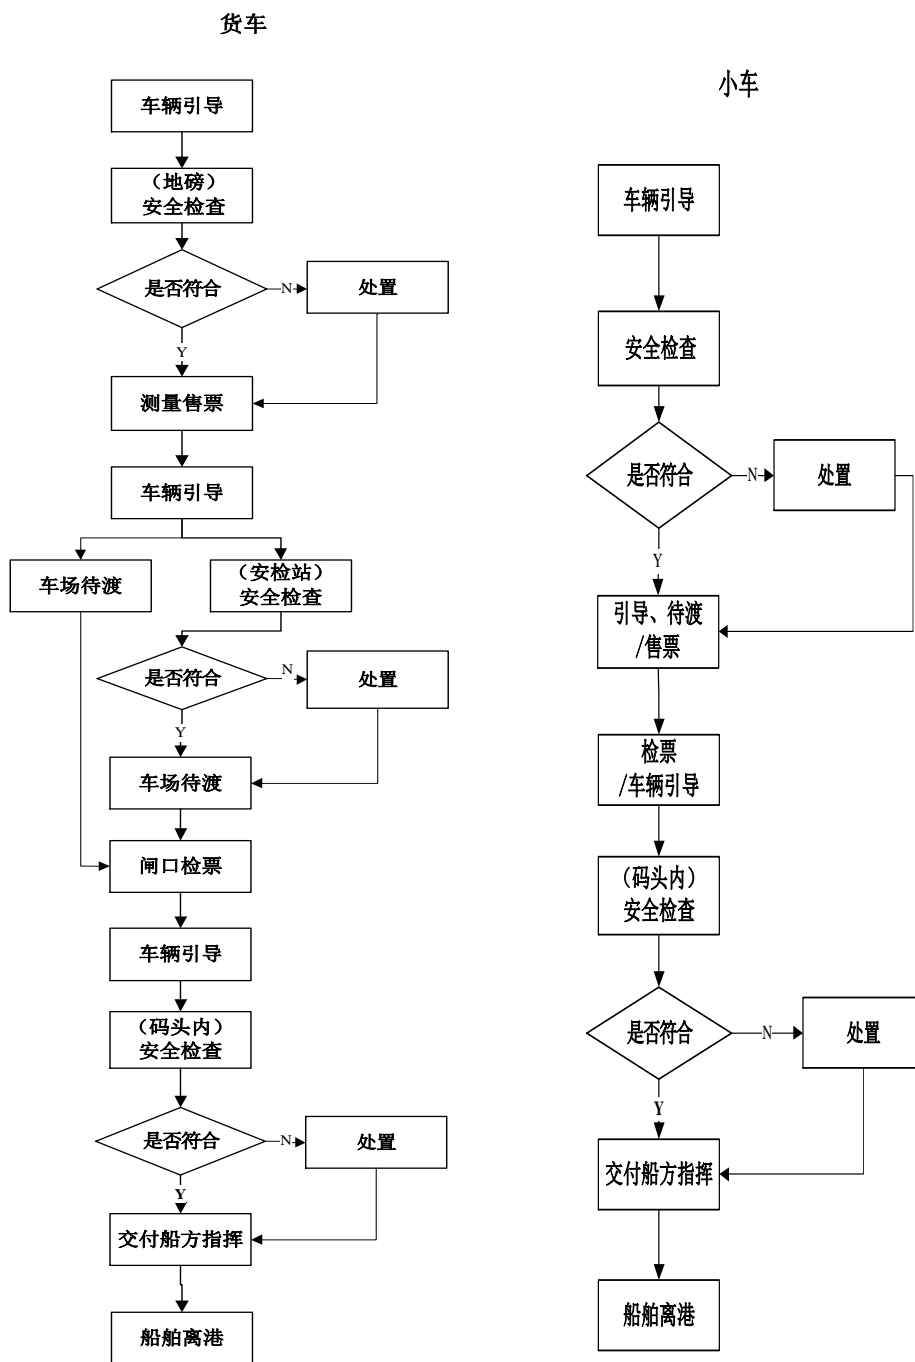 货车
车辆引导
（地磅）
安全检查
是否符合
N
处置
Y
测量售票
车辆引导
车场待渡
（安检站）
安全检查
是否符合
N
处置
Y
车场待渡
闸口检票
车辆引导
（码头内）
安全检查
是否符合
N
处置
Y
交付船方指挥
船舶离港
小车
车辆引导
安全检查
是否符合
N
处置
Y
引导、待渡
/售票
检票
/车辆引导
（码头内）
安全检查
是否符合
N
处置
Y
交付船方指挥
船舶离港